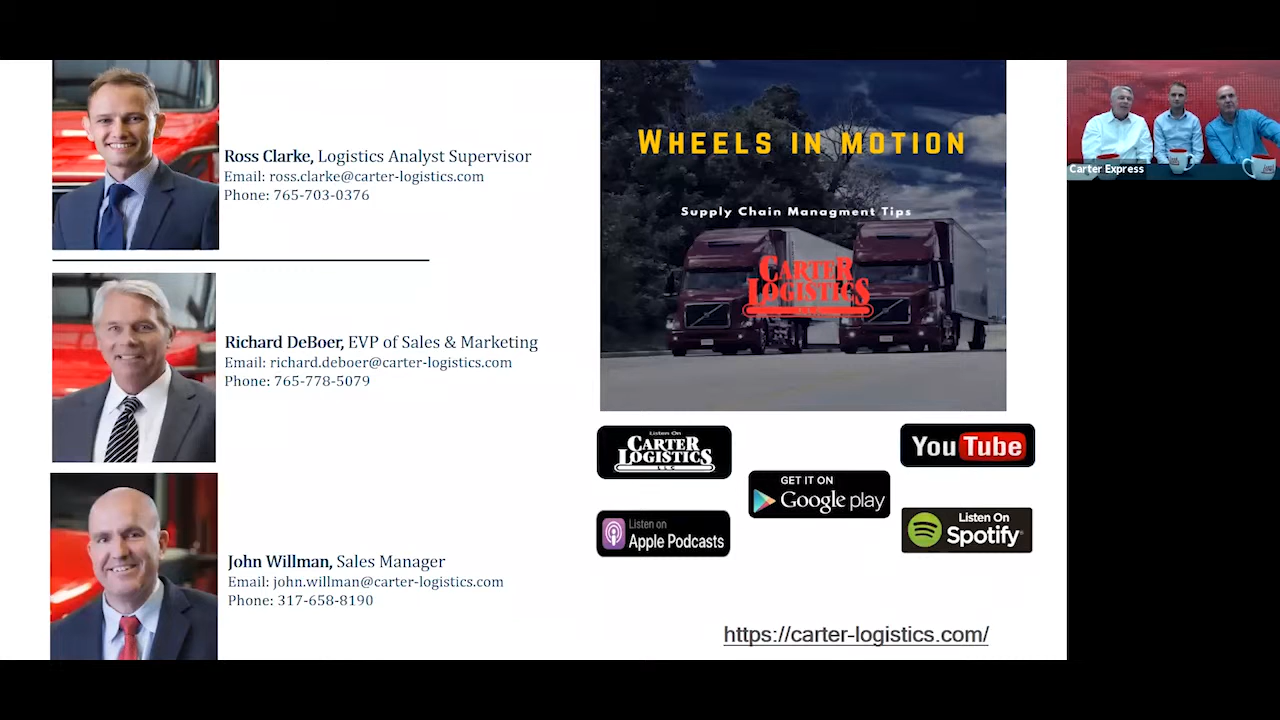 Ross Clarke, Logistics Analyst Supervisor
Email: ross.clarke@carter-logistics.com
Phone: 765-703-0376
Richard DeBoer, EVP of Sales & Marketing
Email: richard.deboer@carter-logistics.com
Phone: 765-778-5079
John Willman, Sales Manager
Email: john.willman@carter-logistics.com
Phone: 317-658-8190
WHEELS IN MOTION
Supply Chain Managment Tips
CARTER
LOGISTICS
LLC
Listen On
CARTER
LOGISTICS
LLC
YouTube
GET IT ON
Google play
Listen on
Apple Podcasts
Listen On
Spotify
https://carter-logistics.com/
Carter Express